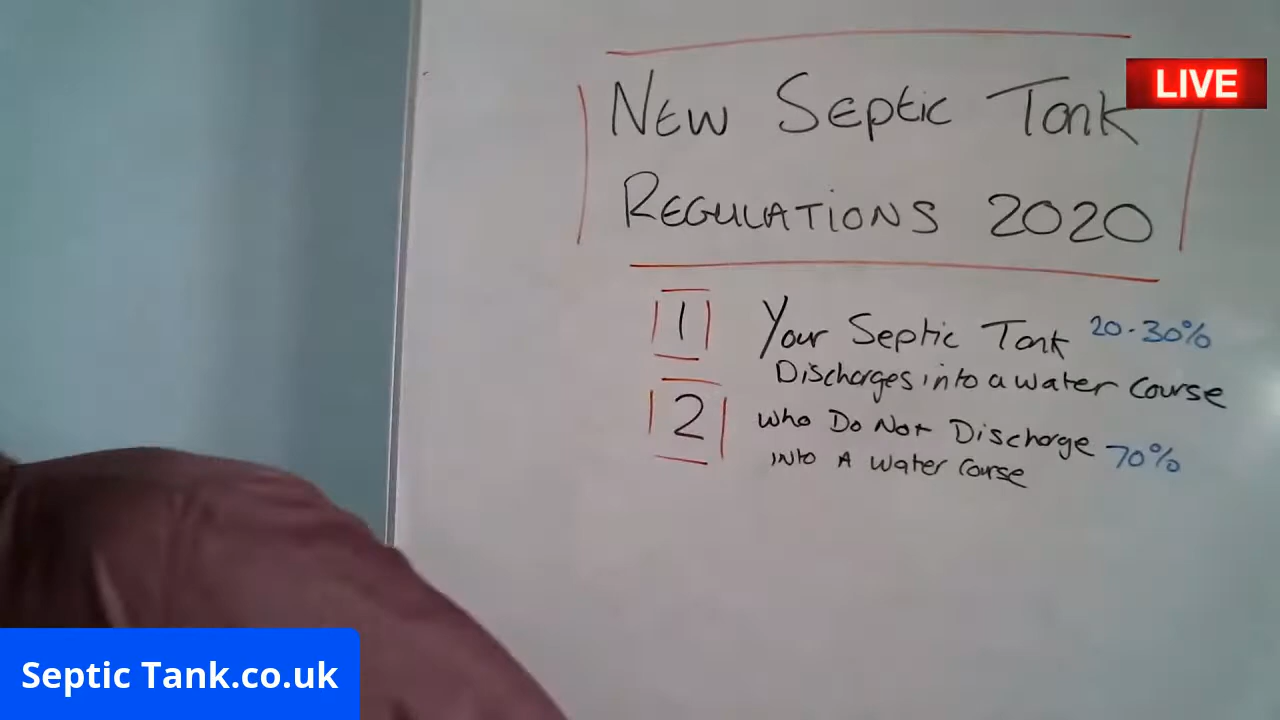 LIVE
NEW Septic Tank
REGULATIONS 2020
1 Your Septic Tank 20-30%
Discharges into a water course
2 who Do Not Discharge 70%
INTO A Water Course
Septic Tank.co.uk